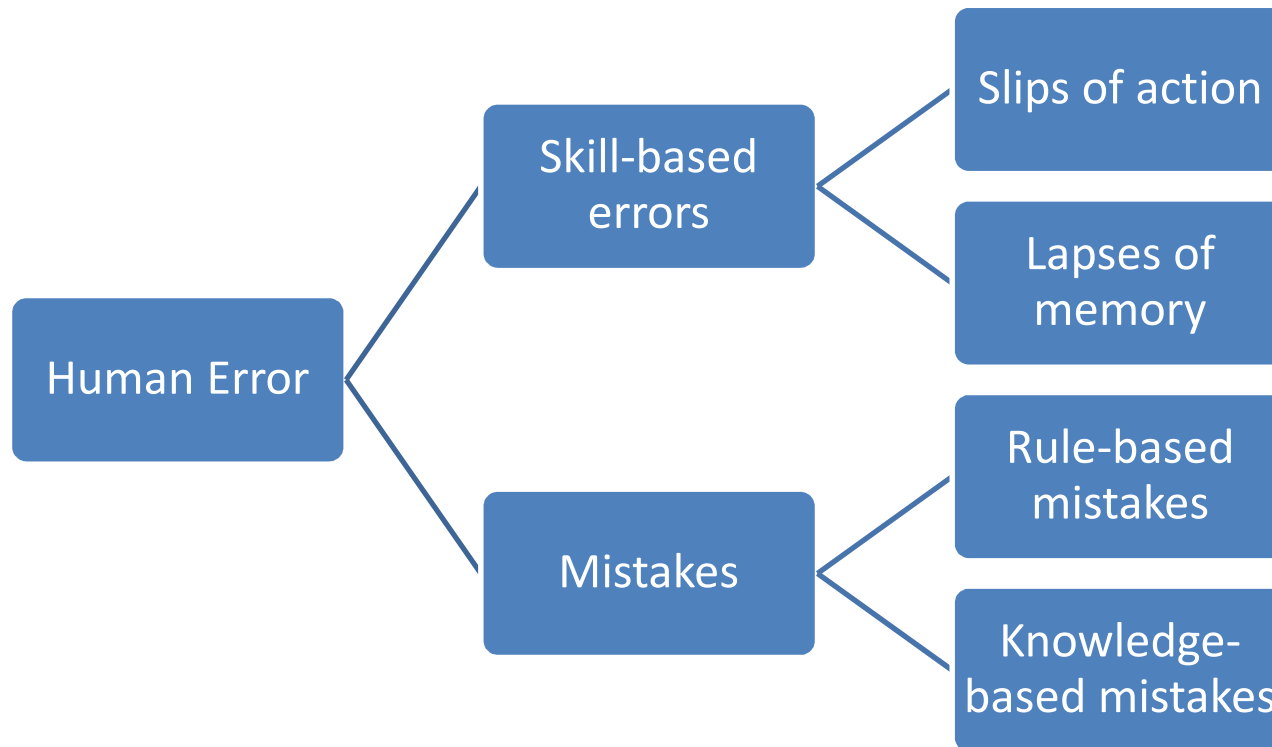 Slips of action
Skill-based
errors
Lapses of
memory
Human Error
Rule-based
mistakes
Mistakes
Knowledge-
based mistakes